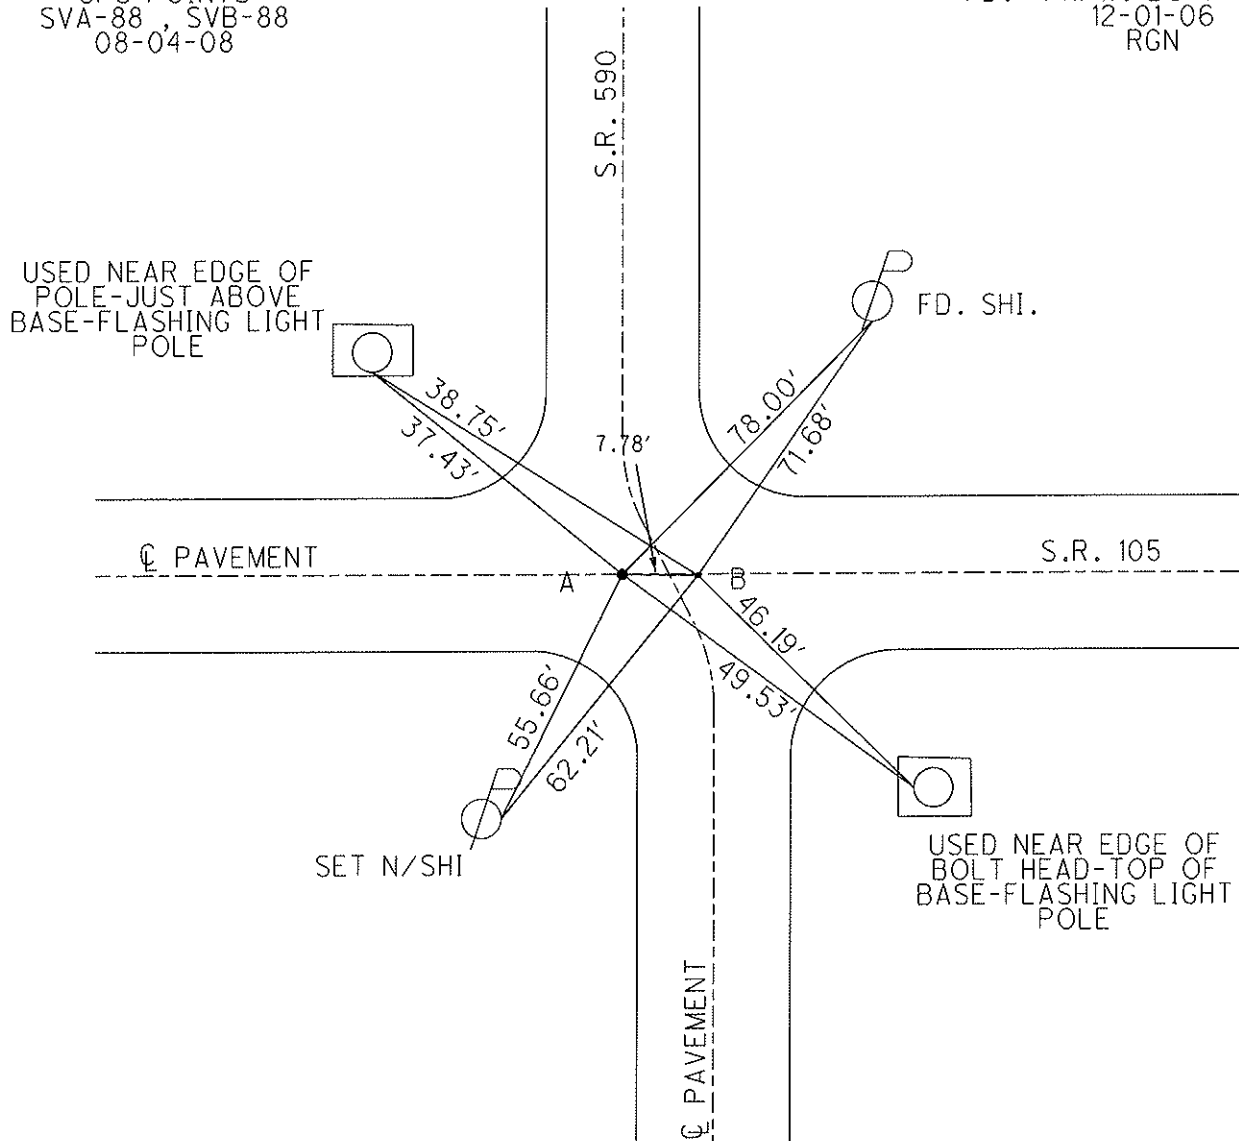 SVA-88 , SVB-88
08-04-08
12-01-06
RGN
S.R. 590
USED NEAR EDGE OF
POLE-JUST ABOVE
BASE-FLASHING LIGHT
POLE
FD. SHI.
38.75'
37.43'
7.78'
78.00'
71.68'
℄ PAVEMENT
S.R. 105
A
B
46.19'
49.53'
55.66'
62.21'
SET N/SHI
USED NEAR EDGE OF
BOLT HEAD-TOP OF
BASE-FLASHING LIGHT
POLE
℄ PAVEMENT